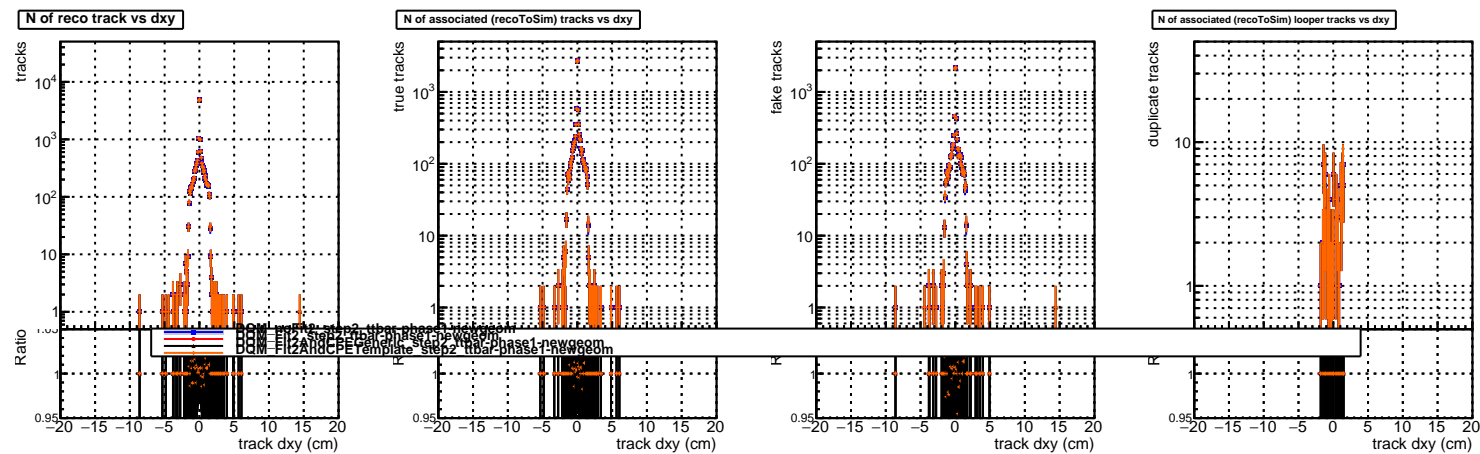 N of reco track vs dxy
N of associated (recoToSim) tracks vs dxy
N of associated (recoToSim) looper tracks vs dxy
tracks
true tracks
fake tracks
duplicate tracks
10⁴
10³
10²
10
1
10³
10²
10
1
10³
10²
10
1
10
1
Ratio
DQM_Fit2_step2_ttbar-phase1-newgeom
DQM_Fit2AndCPEGeneric_step2_ttbar-phase1-newgeom
DQM_Fit2AndCPETemplate_step2_ttbar-phase1-newgeom
1
1
1
1
0.95
0.95
0.95
0.95
−20 −15 −10 −5 0 5 10 15 20
−20 −15 −10 −5 0 5 10 15 20
−20 −15 −10 −5 0 5 10 15 20
−20 −15 −10 −5 0 5 10 15 20
track dxy (cm)
track dxy (cm)
track dxy (cm)
track dxy (cm)